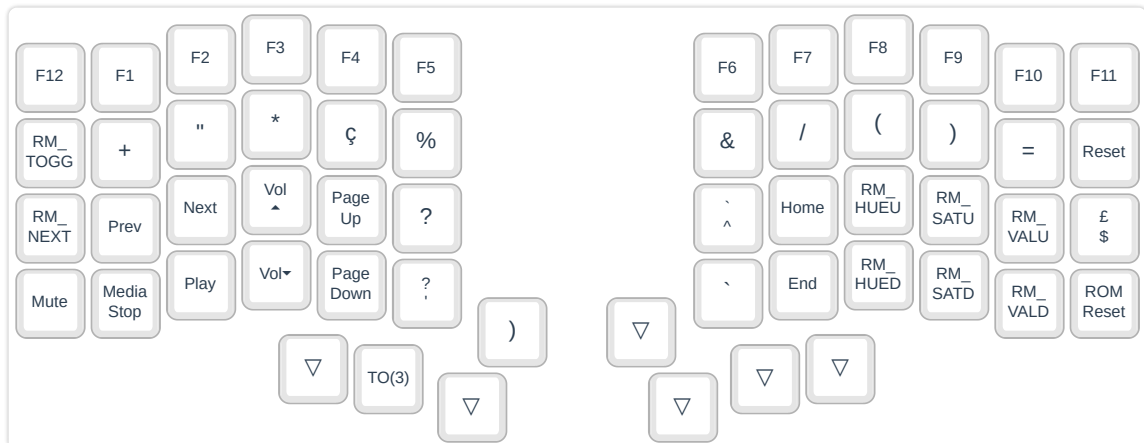 F12 F1 F2 F3 F4 F5 F6 F7 F8 F9 F10 F11
RM_
TOGG
+ " * ç % & / ( ) = Reset
RM_
NEXT
Prev Next
Vol
▲
Page
Up
?
`
^
Home
RM_
HUEU
RM_
SATU
RM_
VALU
£
$
Mute
Media
Stop
Play Vol▾
Page
Down
?
'
` End
RM_
HUED
RM_
SATD
RM_
VALD
ROM
Reset
) ▽
▽ TO(3) ▽ ▽ ▽ ▽